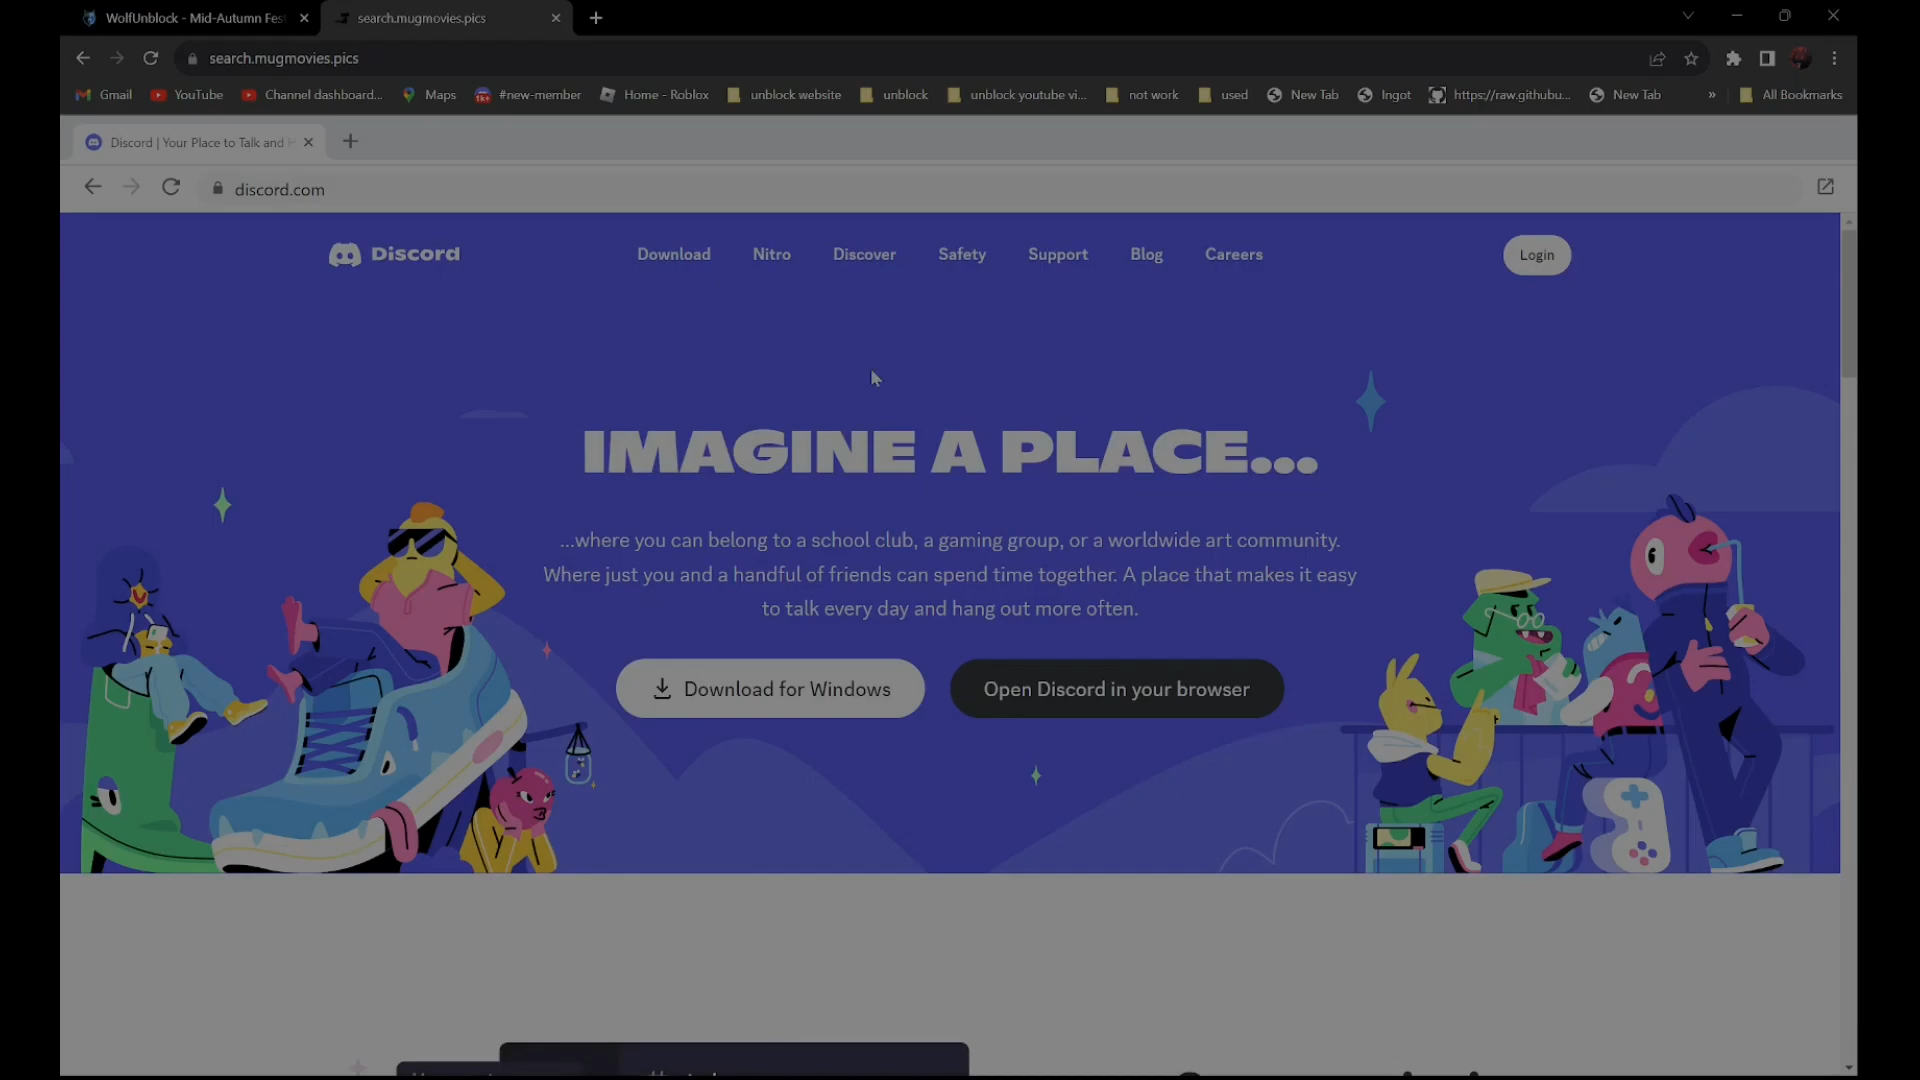 WolfUnblock - Mid-Autumn Fest
search.mugmovies.pics
search.mugmovies.pics
Gmail
YouTube
Channel dashboard...
Maps
#new-member
Home - Roblox
unblock website
unblock
unblock youtube vi...
not work
used
New Tab
Ingot
https://raw.githubu...
New Tab
»
All Bookmarks
Discord | Your Place to Talk and H
discord.com
Discord
Download
Nitro
Discover
Safety
Support
Blog
Careers
Login
IMAGINE A PLACE...
...where you can belong to a school club, a gaming group, or a worldwide art community.
Where just you and a handful of friends can spend time together. A place that makes it easy
to talk every day and hang out more often.
Download for Windows
Open Discord in your browser